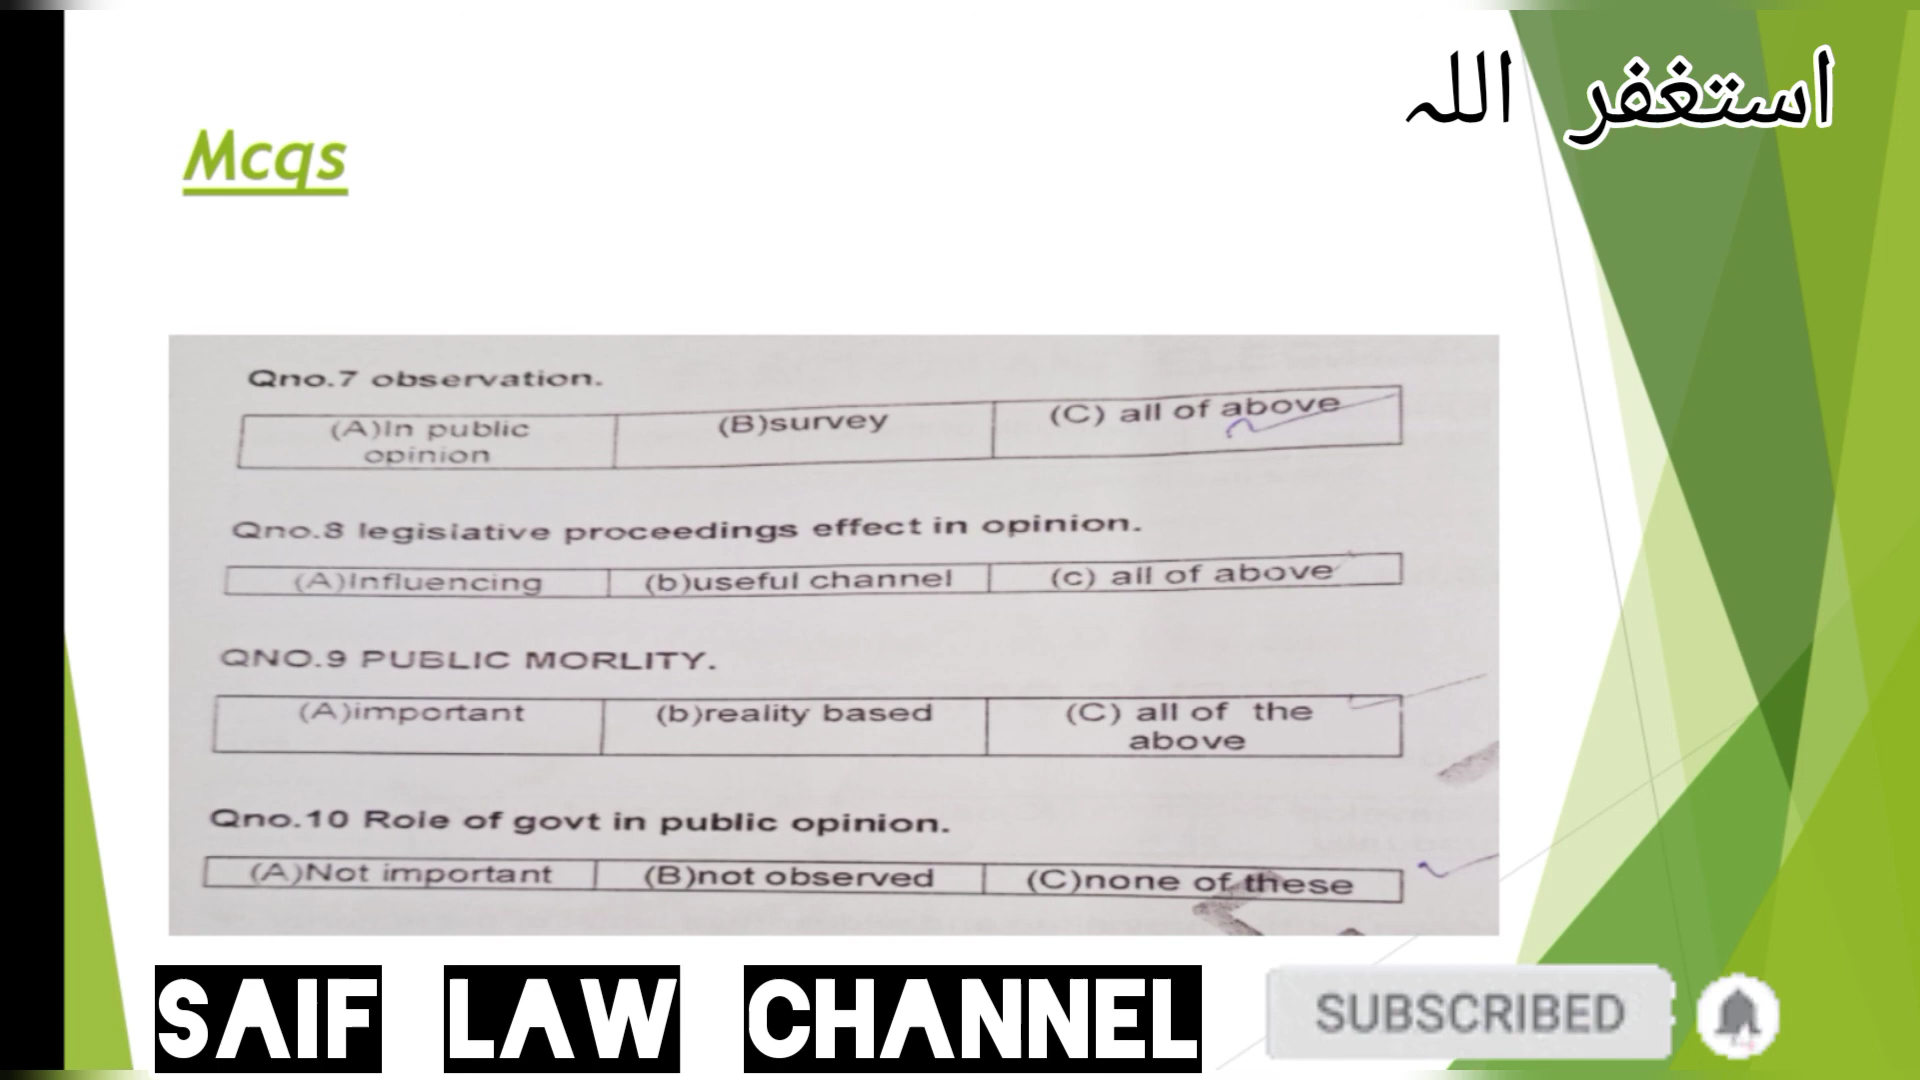 استغفر اللہ
Mcqs
Qno.7 observation.
(A)In public opinion (B)survey (C) all of above
Qno.8 legislative proceedings effect in opinion.
(A)Influencing (b)useful channel (c) all of above
QNO.9 PUBLIC MORLITY.
(A)important (b)reality based (C) all of the above
Qno.10 Role of govt in public opinion.
(A)Not important (B)not observed (C)none of these
SAIF LAW CHANNEL
SUBSCRIBED